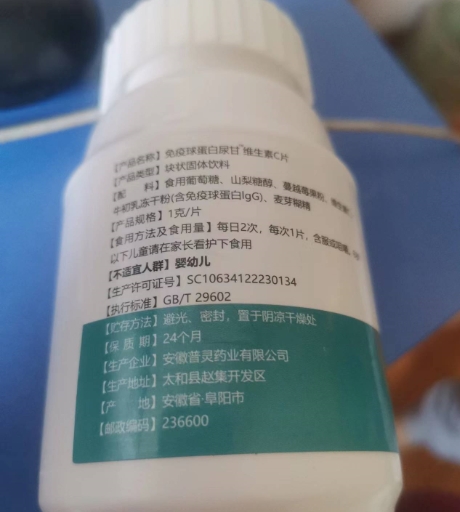 【产品名称】免疫球蛋白尿甘 维生素C片
【产品类型】块状固体饮料
【配 料】食用葡萄糖、山梨糖醇、蔓越莓果粉、
牛初乳冻干粉(含免疫球蛋白IgG)、麦芽糊精
【产品规格】1克/片
【食用方法及食用量】每日2次，每次1片，含服或咀嚼，
以下儿童请在家长看护下食用
【不适宜人群】婴幼儿
【生产许可证号】SC10634122230134
【执行标准】GB/T 29602
【贮存方法】避光、密封，置于阴凉干燥处
【保 质 期】24个月
【生产企业】安徽普灵药业有限公司
【生产地址】太和县赵集开发区
【产 地】安徽省·阜阳市
【邮政编码】236600